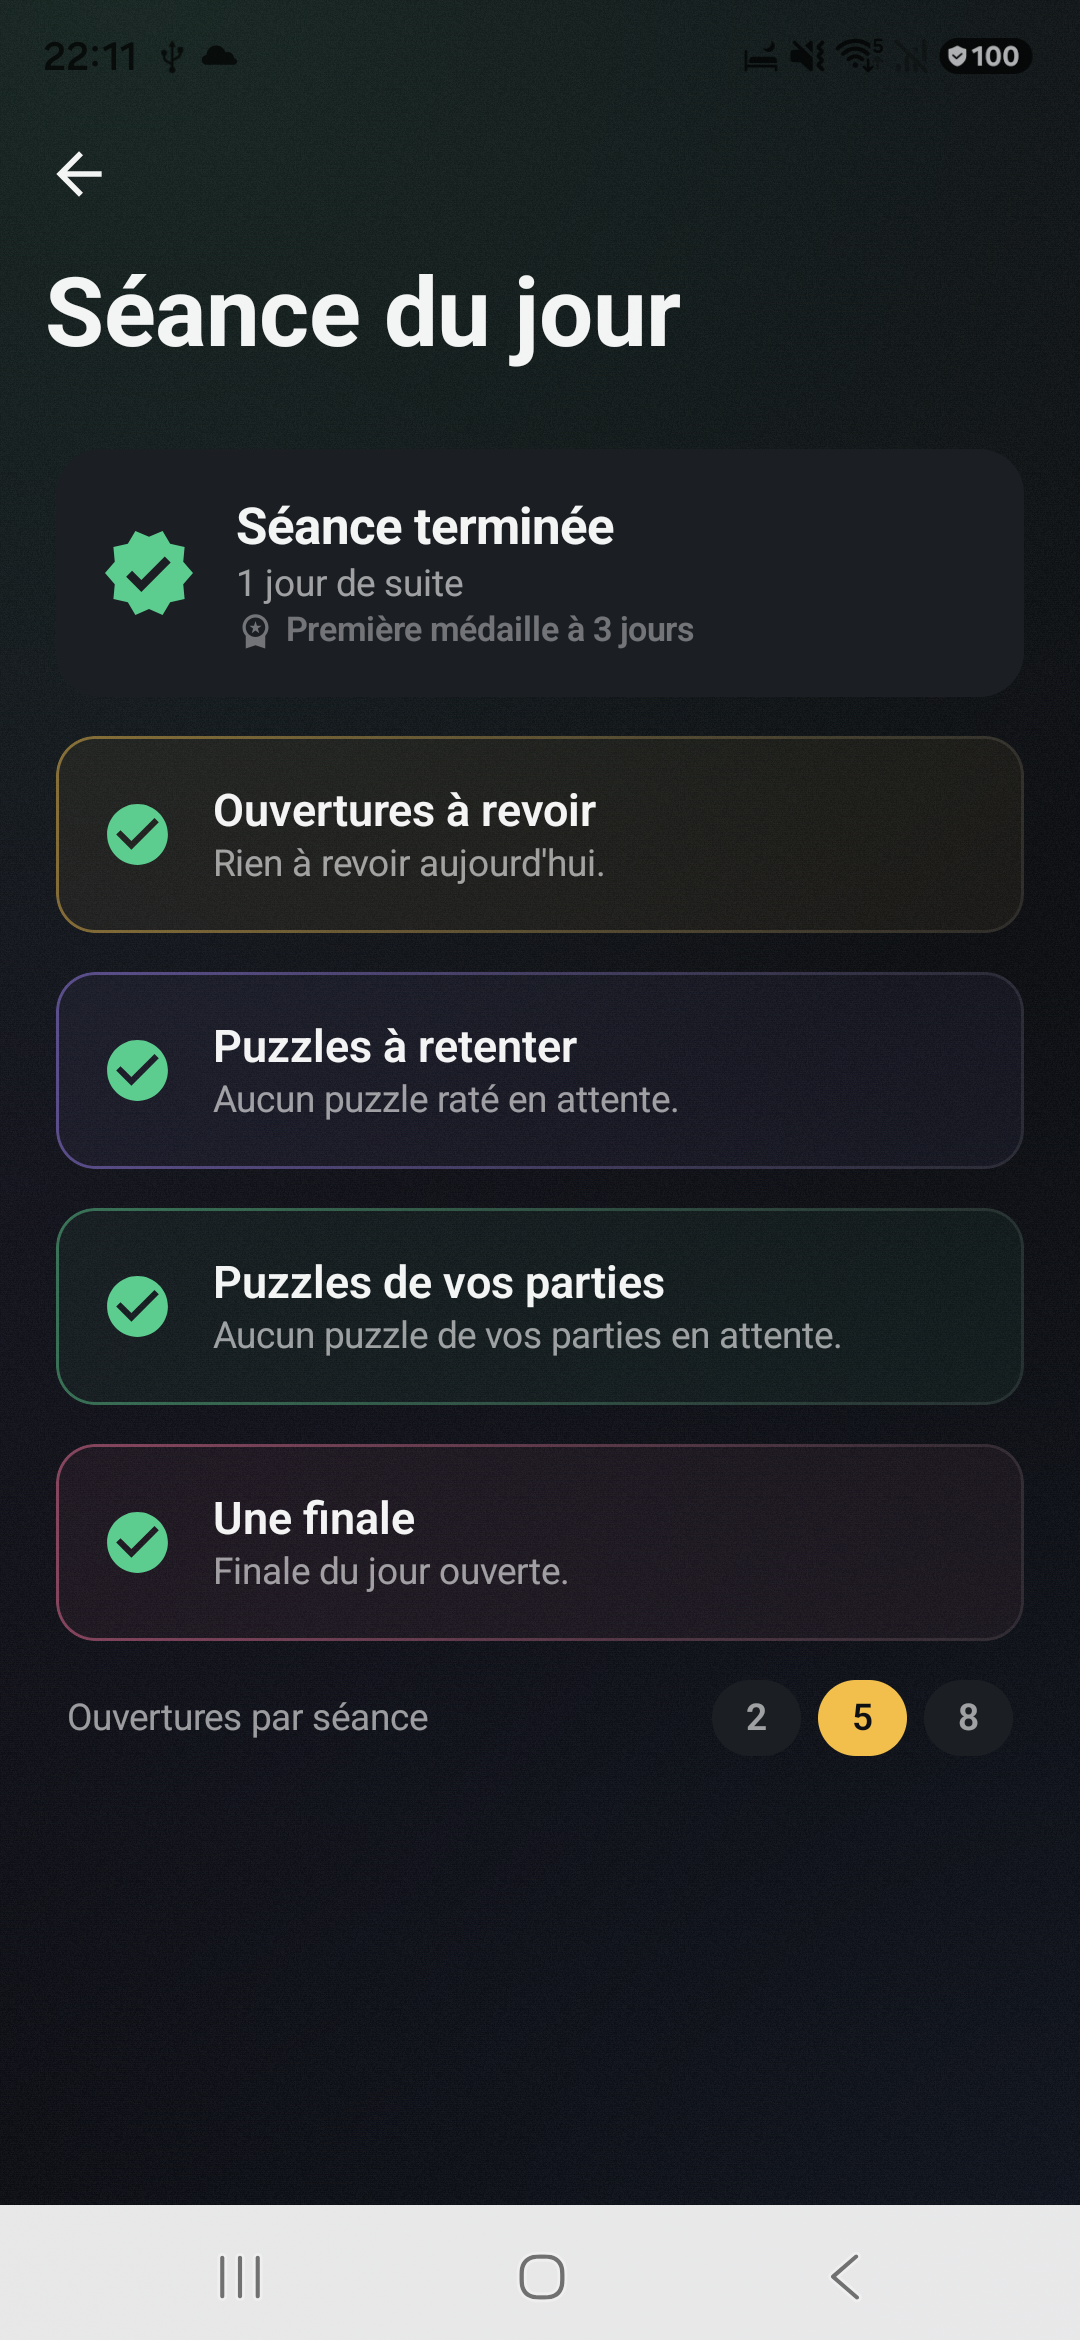 22:11
5
100
Séance du jour
Séance terminée
1 jour de suite
Première médaille à 3 jours
Ouvertures à revoir
Rien à revoir aujourd'hui.
Puzzles à retenter
Aucun puzzle raté en attente.
Puzzles de vos parties
Aucun puzzle de vos parties en attente.
Une finale
Finale du jour ouverte.
Ouvertures par séance 2 5 8